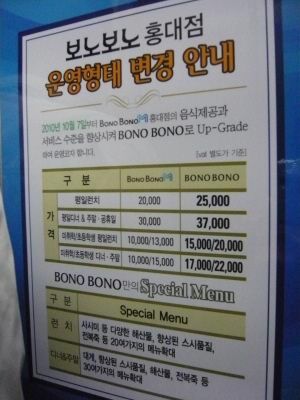 보노보노 홍대점
운영형태 변경 안내
2010년 10월 7일부터 BONO BONO M 홍대점의 음식제공과
서비스 수준을 향상시켜 BONO BONO로 Up-Grade
하여 운영코자 합니다. [vat 별도가 기준]
구 분 BONO BONO M BONO BONO
가격
평일런치 20,000 25,000
평일디너 & 주말 · 공휴일 30,000 37,000
미취학/초등학생 평일런치 10,000/13,000 15,000/20,000
미취학/초등학생 디너 · 주말 10,000/15,000 17,000/22,000
BONO BONO만의 Special Menu
구 분 Special Menu
런 치 사시미 등 다양한 해산물, 향상된 스시품질,
전복죽 등 20여가지의 메뉴확대
디너&주말 대게, 향상된 스시품질, 해산물, 전복죽 등
30여가지의 메뉴확대